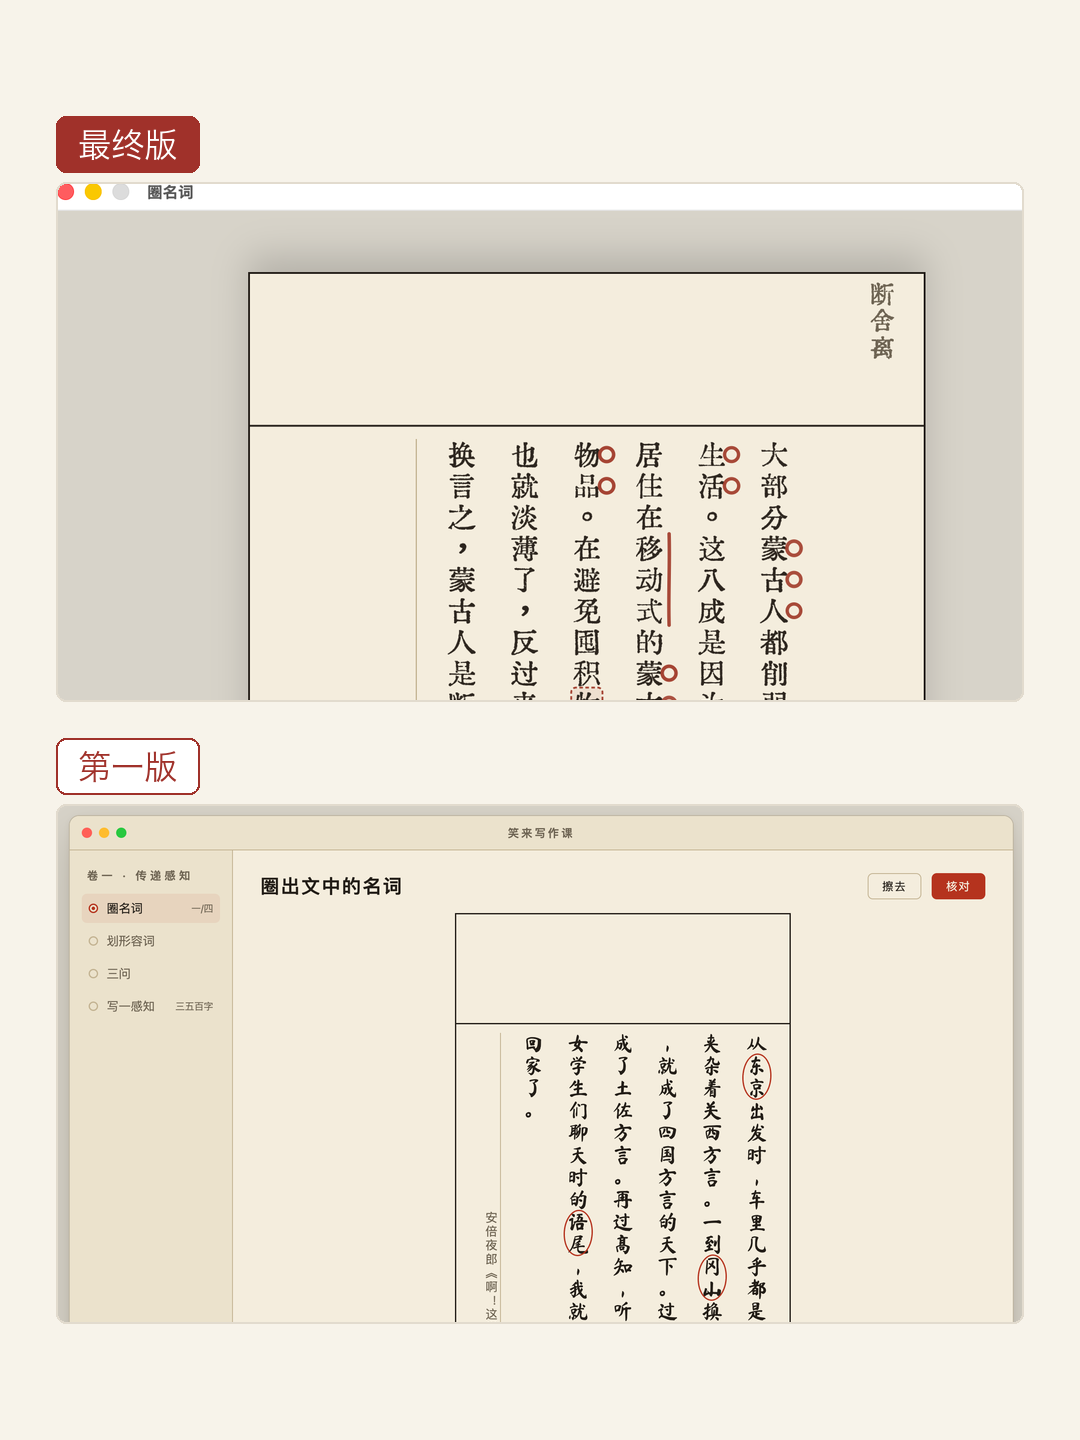 最终版
圈名词
断舍离
大部分蒙古人都削
生活。这八成是因
居住在移动式的蒙
物品。在避免囤积
也就淡薄了，反过
换言之，蒙古人是
第一版
笑来写作课
卷一·传递感知
圈名词 一/四
划形容词
三问
写一感知 三五百字
圈出文中的名词
擦去 核对
从东京出发时，车里几乎都是
夹杂着关西方言。一到冈山换
，就成了四国方言的天下。过
成了土佐方言。再过高知，听
女学生们聊天时的语尾，我就
回家了。
安倍夜郎《啊！这